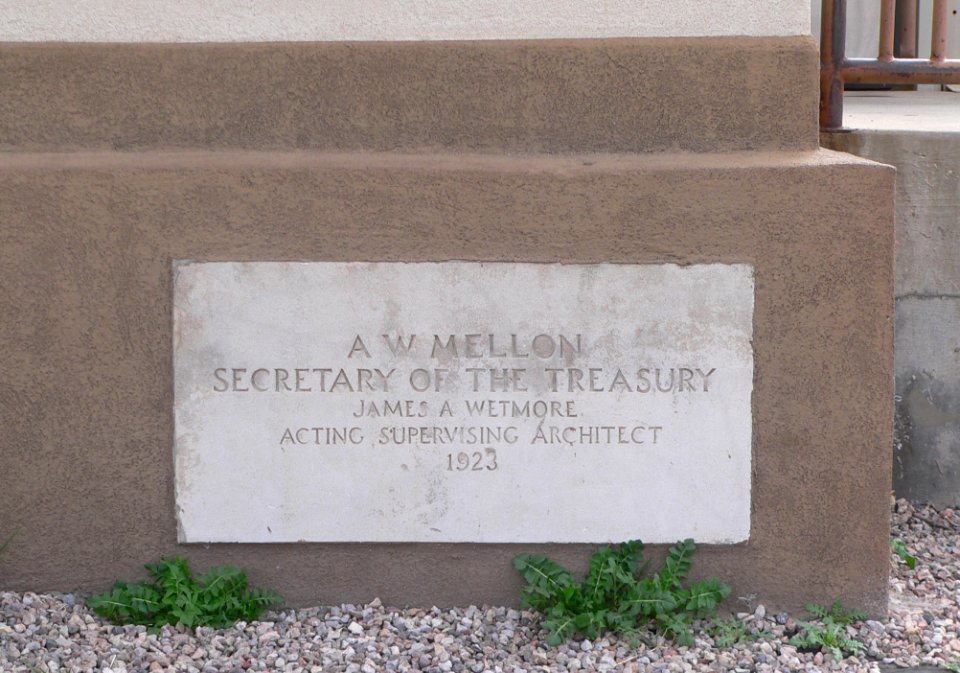 A W MELLON
SECRETARY OF THE TREASURY
JAMES A WETMORE
ACTING SUPERVISING ARCHITECT
1923